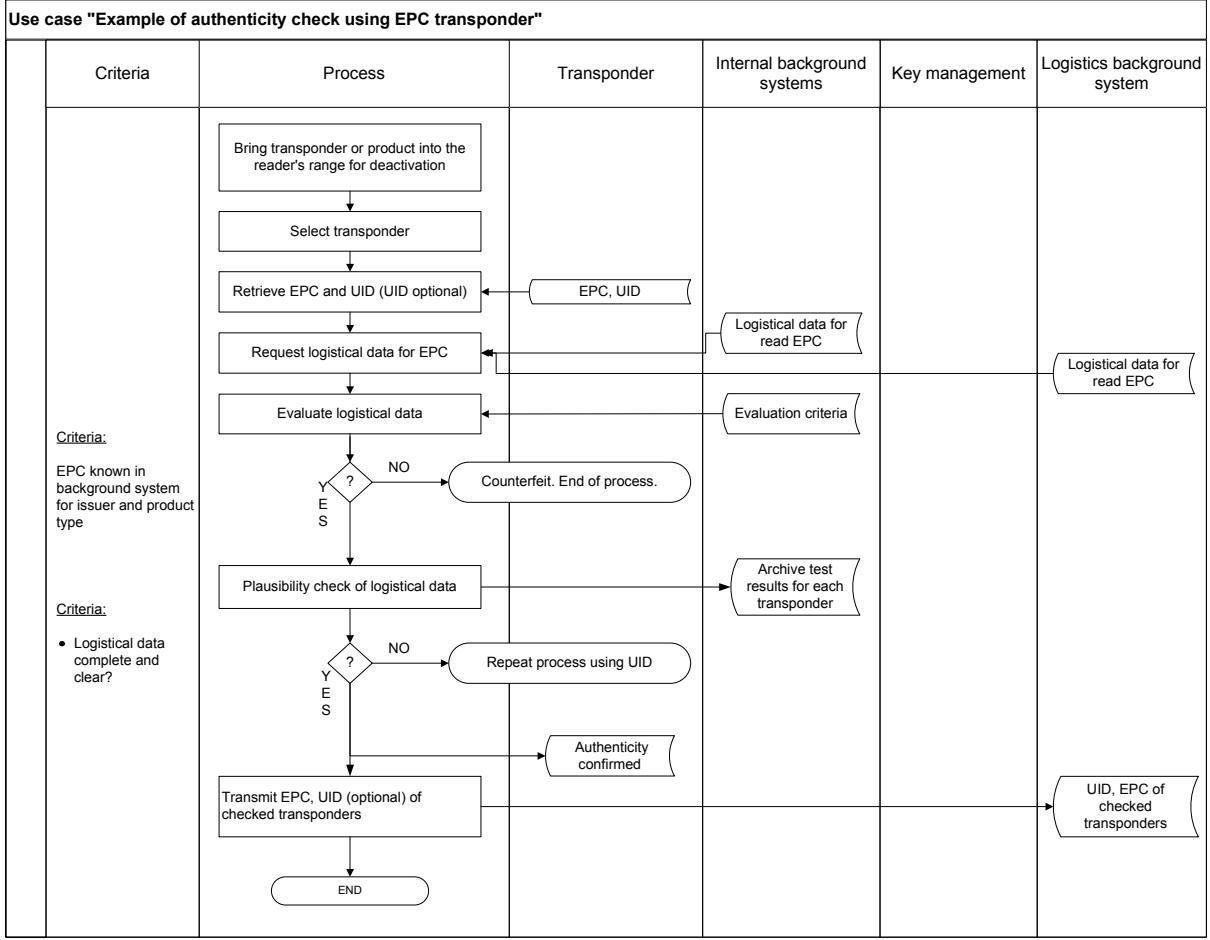 Use case "Example of authenticity check using EPC transponder"
Criteria
Process
Transponder
Internal background
systems
Key management
Logistics background
system
Bring transponder or product into the
reader's range for deactivation
Select transponder
Retrieve EPC and UID (UID optional)
EPC, UID
Logistical data for
read EPC
Request logistical data for EPC
Logistical data for
read EPC
Evaluate logistical data
Evaluation criteria
Criteria:
EPC known in
background system
for issuer and product
type
?
NO
Counterfeit. End of process.
Y
E
S
Plausibility check of logistical data
Archive test
results for each
transponder
Criteria:
• Logistical data
complete and
clear?
?
NO
Repeat process using UID
Y
E
S
Authenticity
confirmed
Transmit EPC, UID (optional) of
checked transponders
UID, EPC of
checked
transponders
END